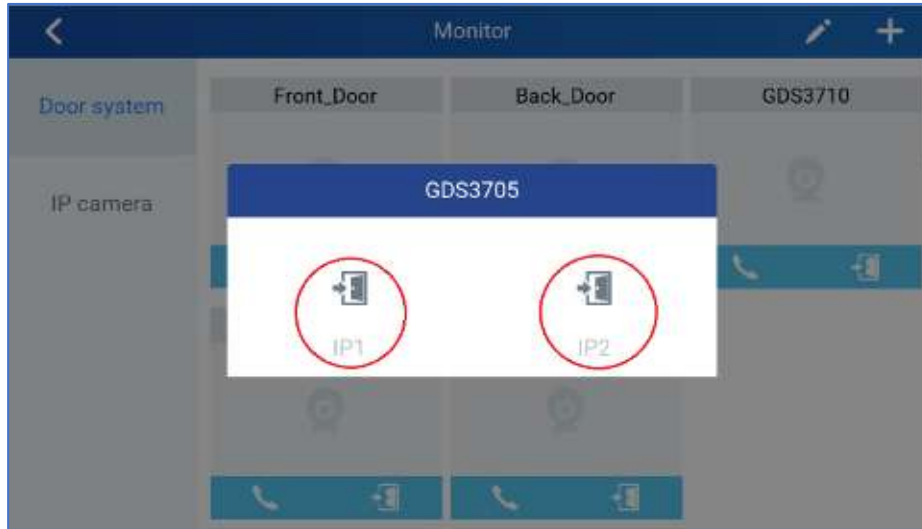 Monitor
Door system
Front_Door
Back_Door
GDS3710
IP camera
GDS3705
IP1
IP2